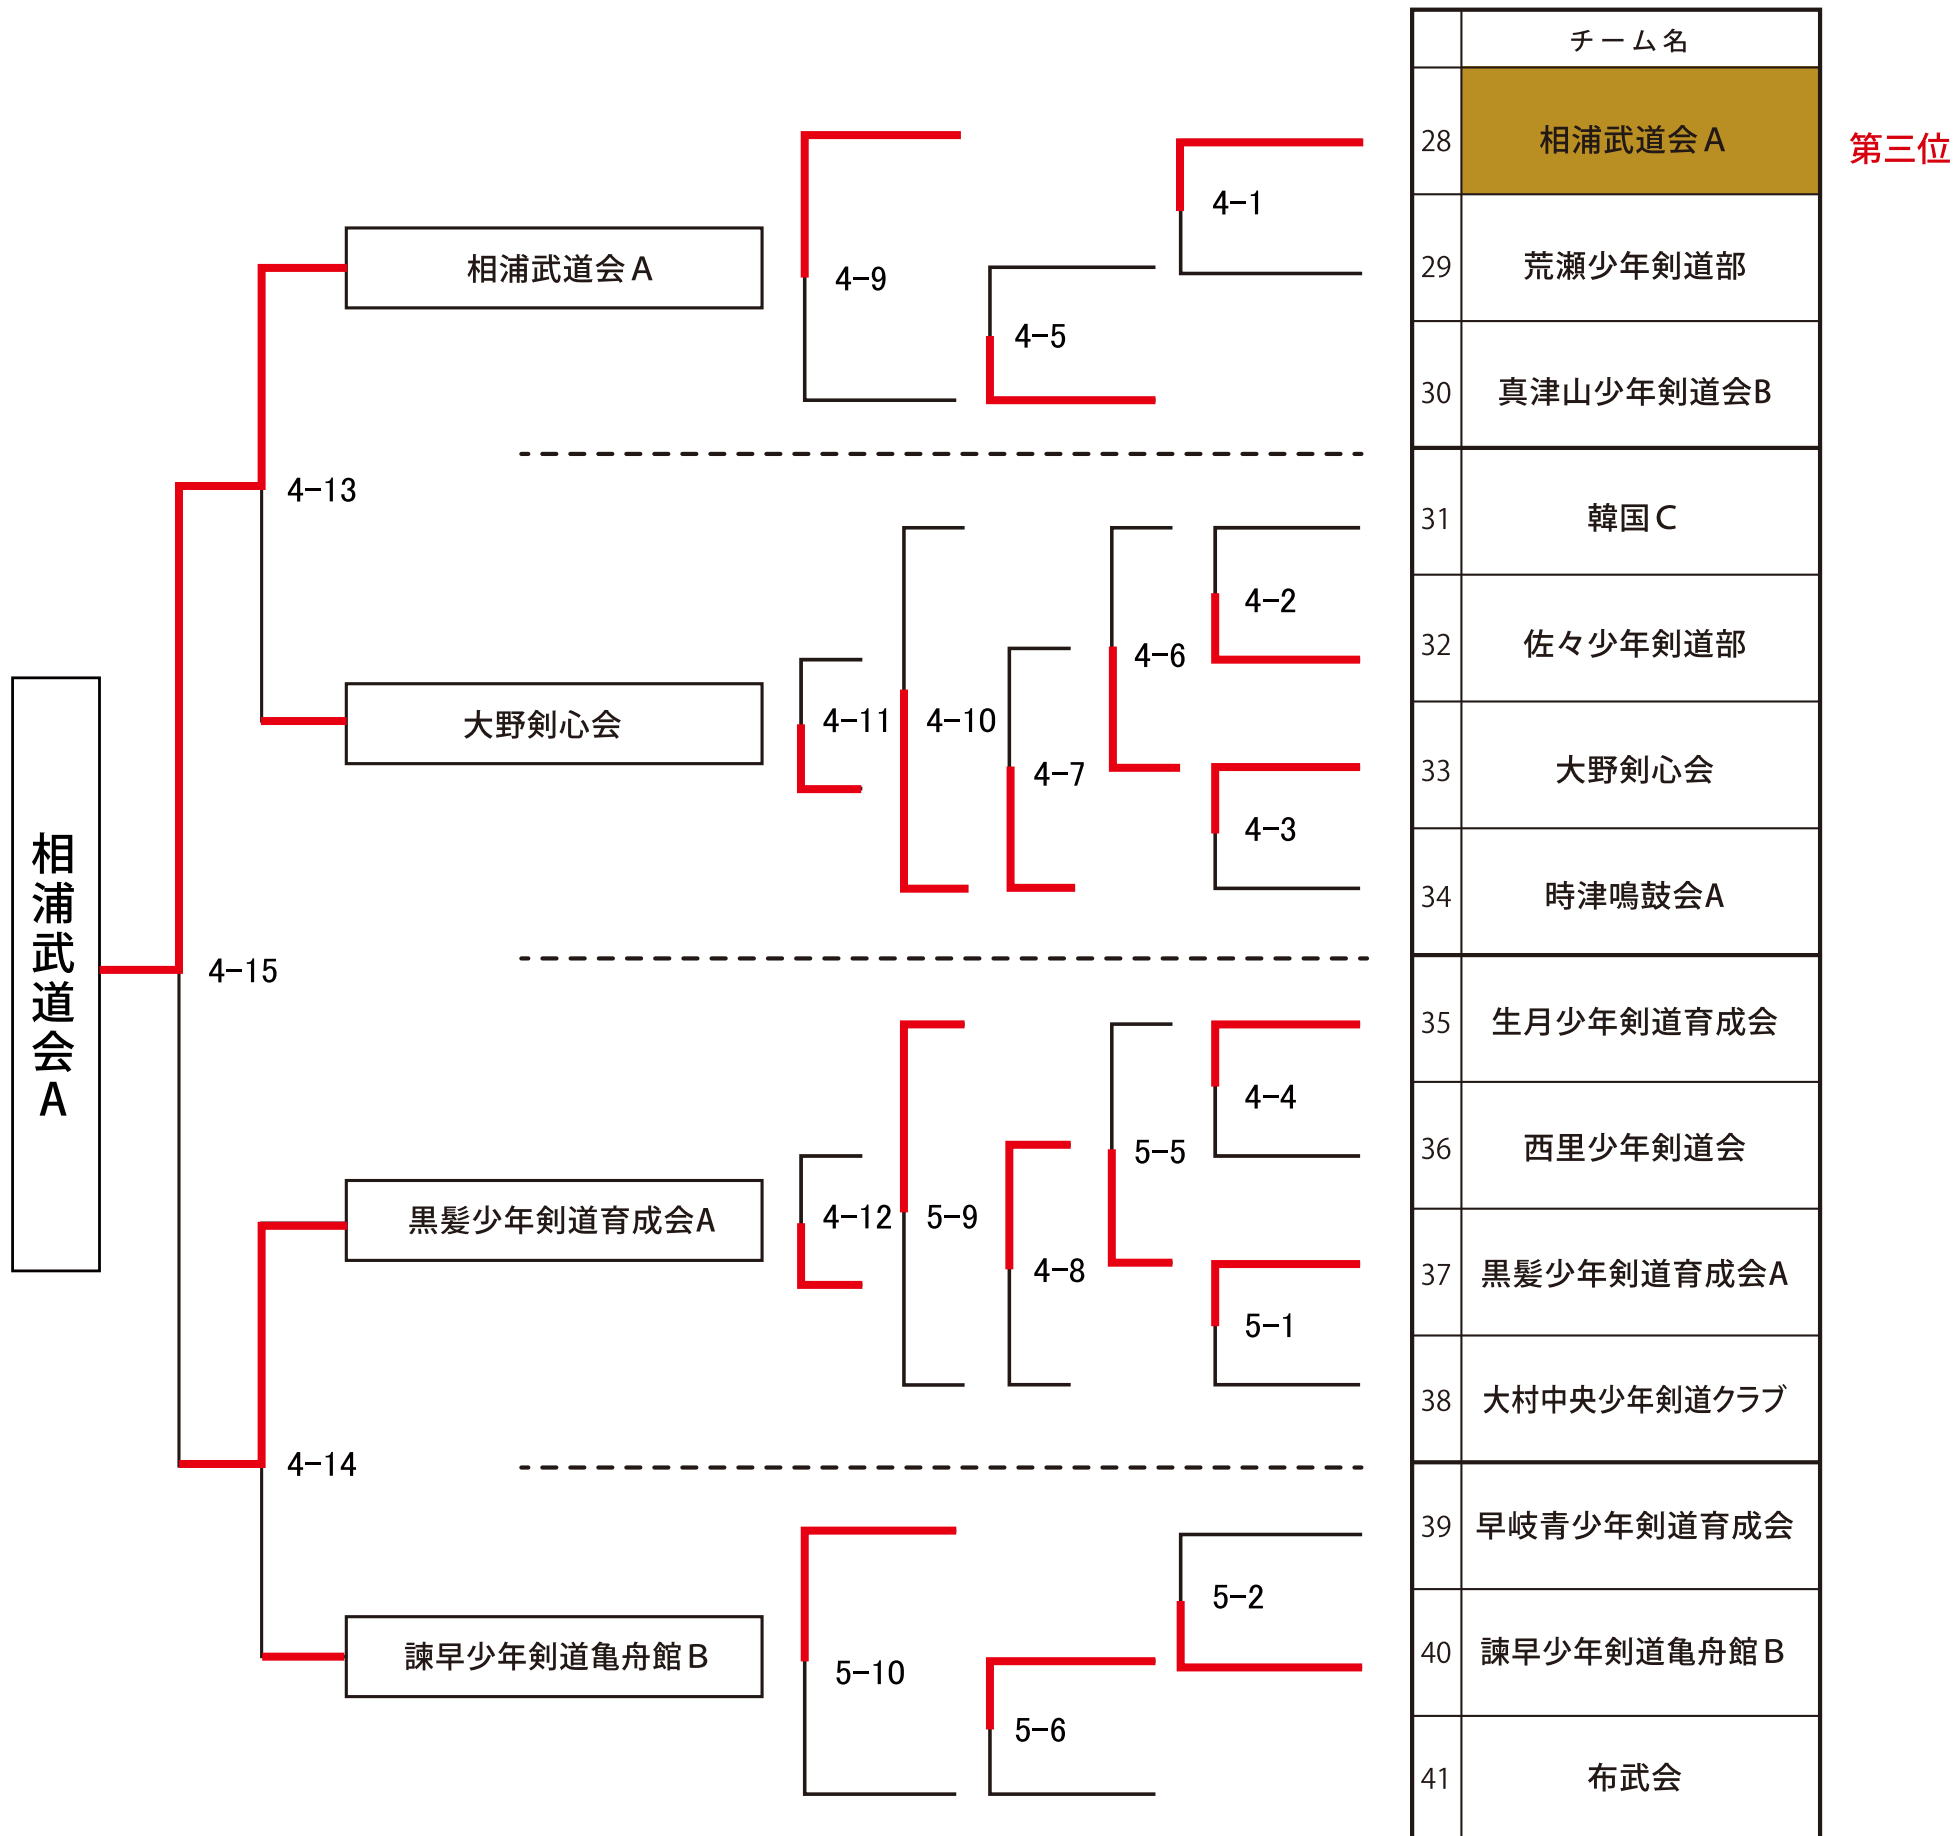 相浦武道会A
4-15
4-13
4-14
相浦武道会A
大野剣心会
黒髪少年剣道育成会A
諫早少年剣道亀舟館B
4-9
4-5
4-1
4-11
4-10
4-7
4-6
4-2
4-3
4-12
5-9
4-8
5-5
4-4
5-1
5-10
5-6
5-2
チーム名
28 相浦武道会A 第三位
29 荒瀬少年剣道部
30 真津山少年剣道会B
31 韓国C
32 佐々少年剣道部
33 大野剣心会
34 時津鳴鼓会A
35 生月少年剣道育成会
36 西里少年剣道会
37 黒髪少年剣道育成会A
38 大村中央少年剣道クラブ
39 早岐青少年剣道育成会
40 諫早少年剣道亀舟館B
41 布武会